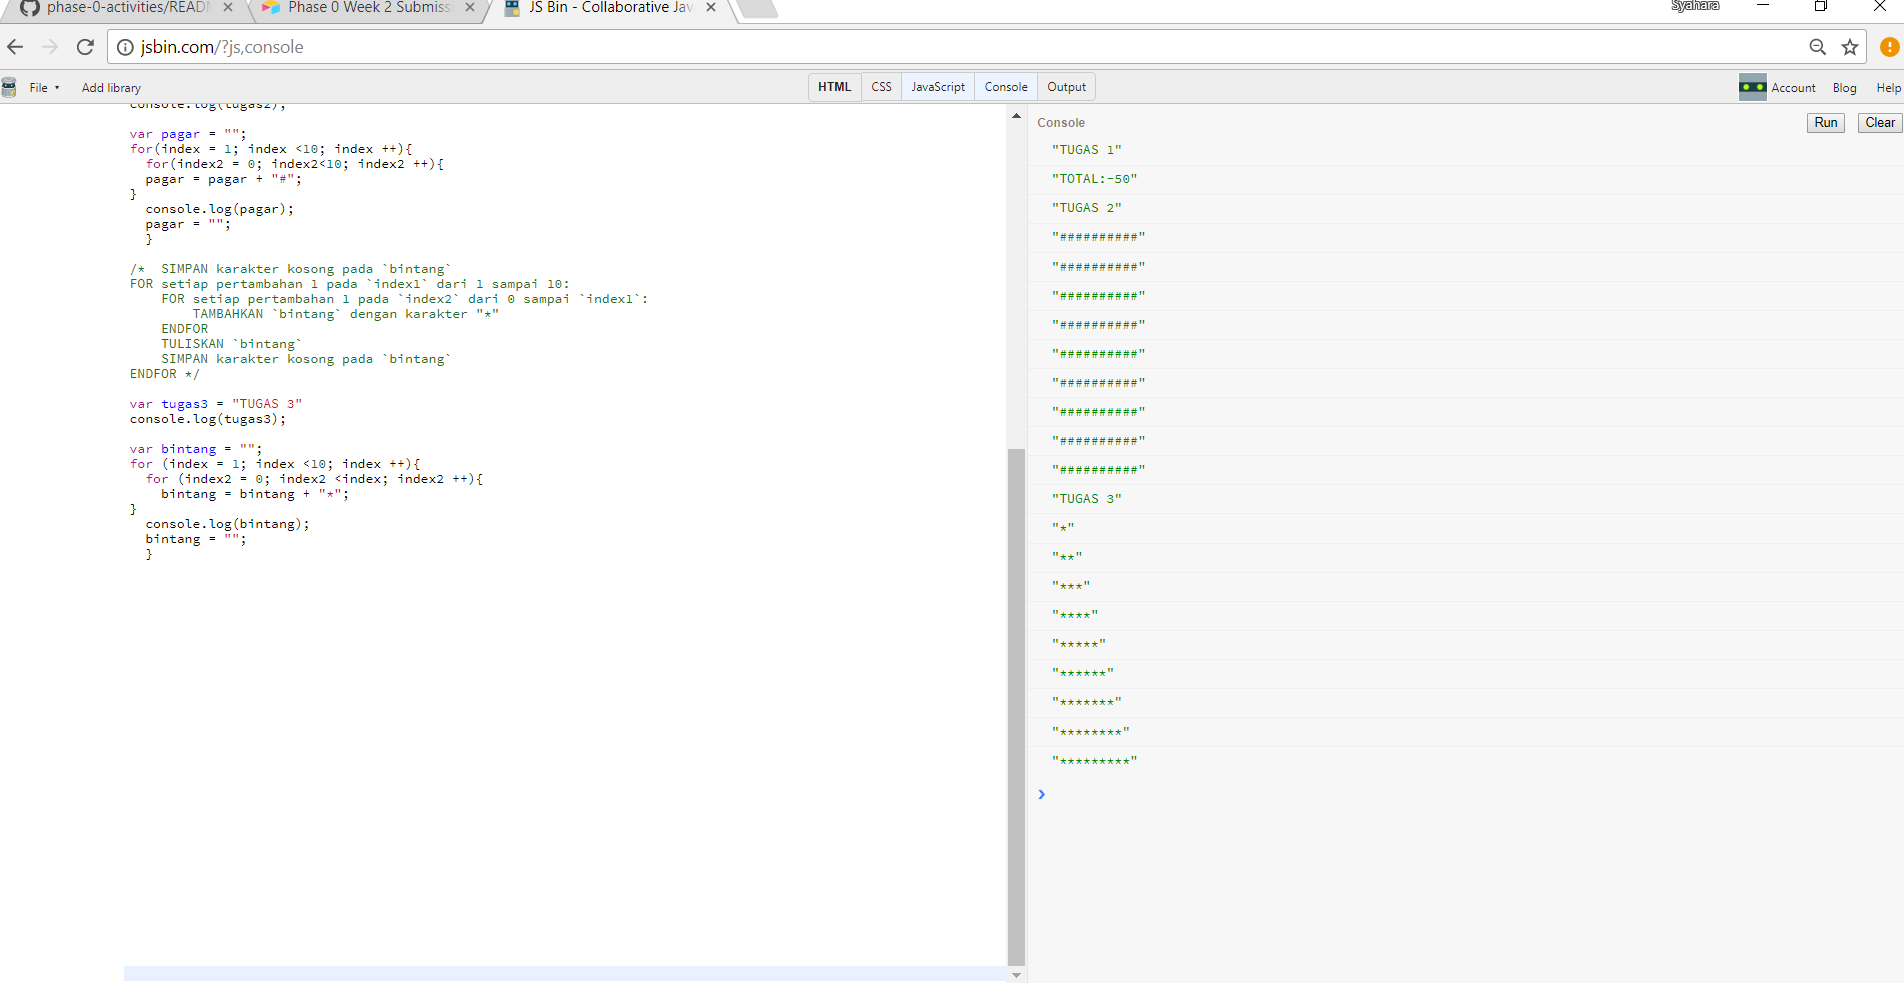 phase-0-activities/READM
Phase 0 Week 2 Submissi
JS Bin - Collaborative Jav
Syahara
jsbin.com/?js,console
File
Add library
HTML
CSS
JavaScript
Console
Output
Account
Blog
Help
console.log(tugas2);
var pagar = "";
for(index = 1; index <10; index ++){
for(index2 = 0; index2<10; index2 ++){
pagar = pagar + "#";
}
console.log(pagar);
pagar = "";
}
/*  SIMPAN karakter kosong pada `bintang`
FOR setiap pertambahan 1 pada `index1` dari 1 sampai 10:
FOR setiap pertambahan 1 pada `index2` dari 0 sampai `index1`:
TAMBAHKAN `bintang` dengan karakter "*"
ENDFOR
TULISKAN `bintang`
SIMPAN karakter kosong pada `bintang`
ENDFOR */
var tugas3 = "TUGAS 3"
console.log(tugas3);
var bintang = "";
for (index = 1; index <10; index ++){
for (index2 = 0; index2 <index; index2 ++){
bintang = bintang + "*";
}
console.log(bintang);
bintang = "";
}
Console
Run
Clear
"TUGAS 1"
"TOTAL:-50"
"TUGAS 2"
"##########"
"##########"
"##########"
"##########"
"##########"
"##########"
"##########"
"##########"
"##########"
"TUGAS 3"
"*"
"**"
"***"
"****"
"*****"
"******"
"*******"
"********"
"*********"